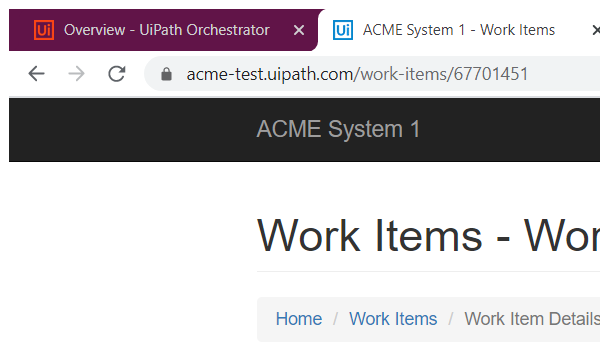 Ui Overview - UiPath Orchestrator Ui ACME System 1 - Work Items
acme-test.uipath.com/work-items/67701451
ACME System 1
Work Items - Wor
Home / Work Items / Work Item Details